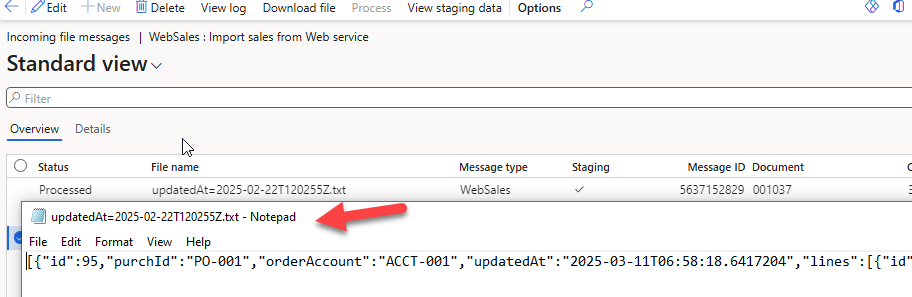 Edit New Delete View log Download file Process View staging data Options
Incoming file messages | WebSales : Import sales from Web service
Standard view
Filter
Overview Details
Status File name Message type Staging Message ID Document
Processed updatedAt=2025-02-22T120255Z.txt WebSales 5637152829 001037
updatedAt=2025-02-22T120255Z.txt - Notepad
File Edit Format View Help
[{"id":95,"purchId":"PO-001","orderAccount":"ACCT-001","updatedAt":"2025-03-11T06:58:18.6417204","lines":[{"id"